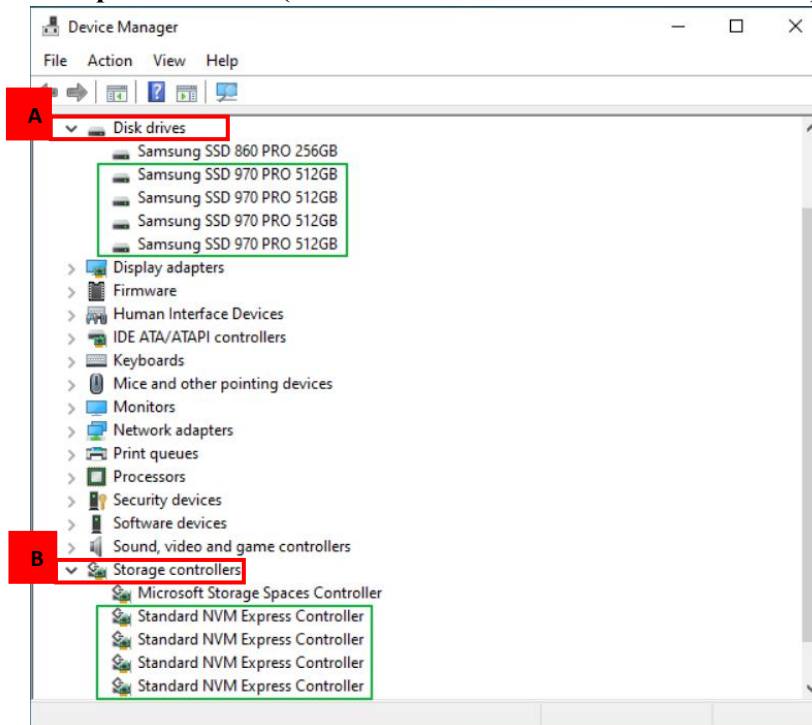 Device Manager
File Action View Help
A
Disk drives
Samsung SSD 860 PRO 256GB
Samsung SSD 970 PRO 512GB
Samsung SSD 970 PRO 512GB
Samsung SSD 970 PRO 512GB
Samsung SSD 970 PRO 512GB
Display adapters
Firmware
Human Interface Devices
IDE ATA/ATAPI controllers
Keyboards
Mice and other pointing devices
Monitors
Network adapters
Print queues
Processors
Security devices
Software devices
Sound, video and game controllers
B
Storage controllers
Microsoft Storage Spaces Controller
Standard NVM Express Controller
Standard NVM Express Controller
Standard NVM Express Controller
Standard NVM Express Controller